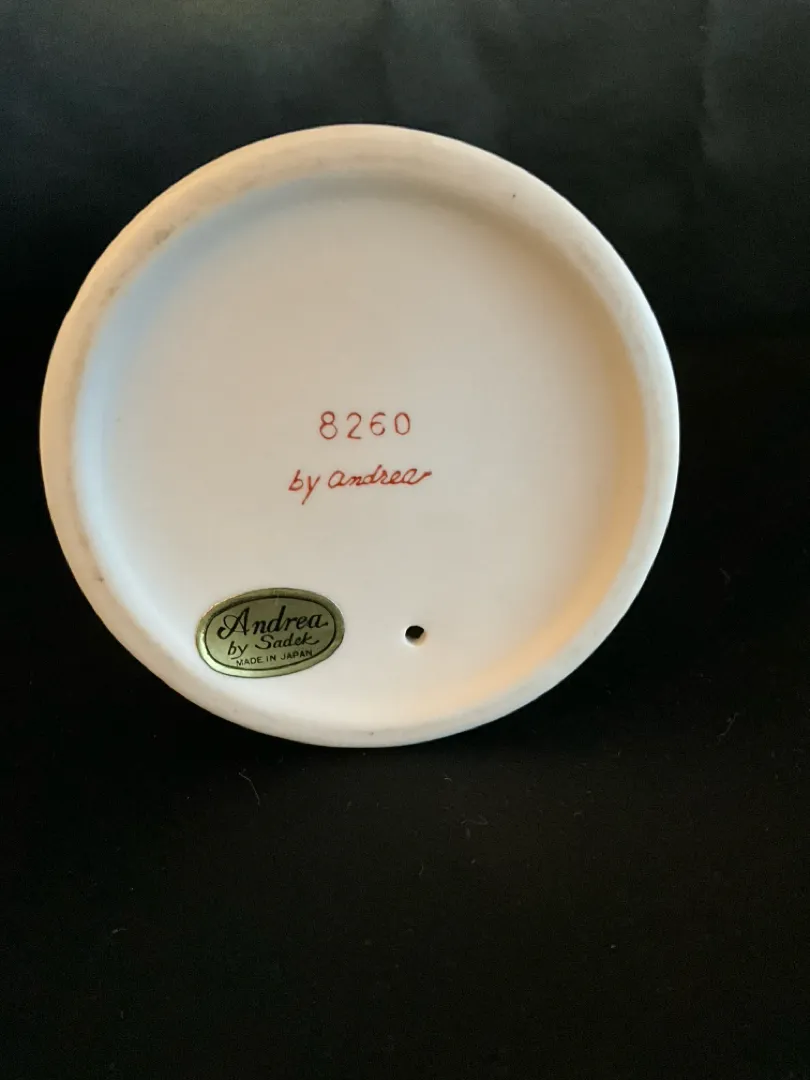 8260
by andrea
Andrea
by Sadek
MADE IN JAPAN